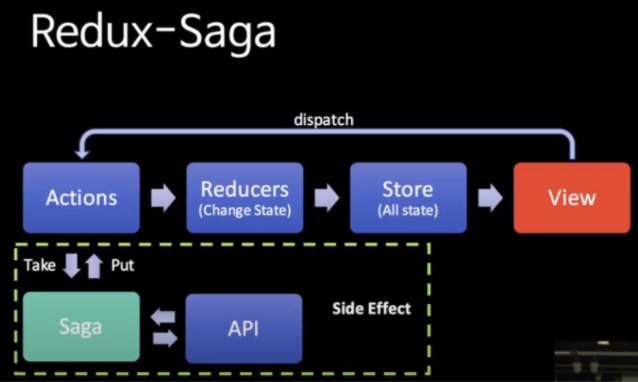 Redux-Saga
dispatch
Actions
Reducers
(Change State)
Store
(All state)
View
Take
Put
Saga
API
Side Effect